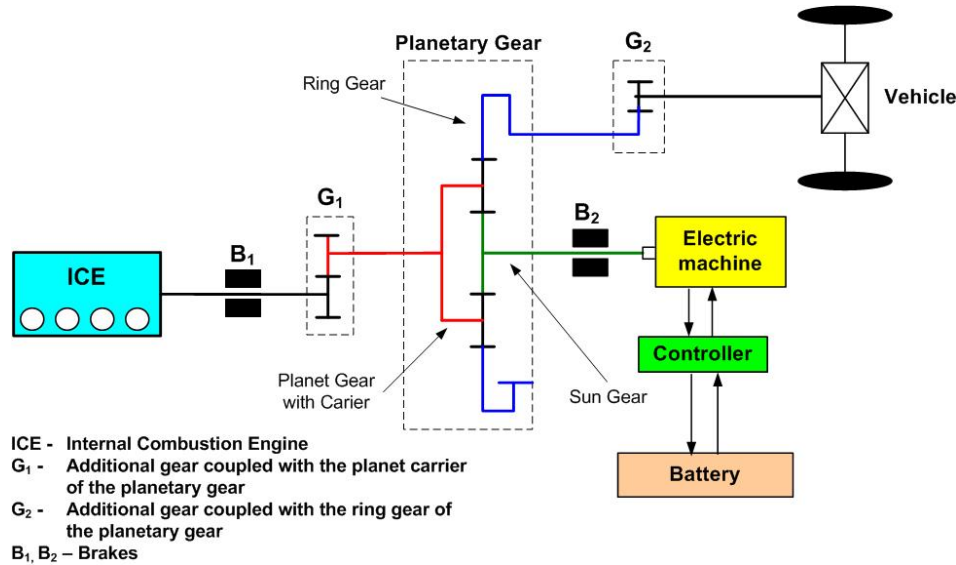 Planetary Gear
G₂
Ring Gear
Vehicle
G₁
B₂
Electric
machine
B₁
ICE
Controller
Planet Gear
with Carier
Sun Gear
Battery
ICE - Internal Combustion Engine
G₁ - Additional gear coupled with the planet carrier
of the planetary gear
G₂ - Additional gear coupled with the ring gear of
the planetary gear
B₁, B₂ – Brakes